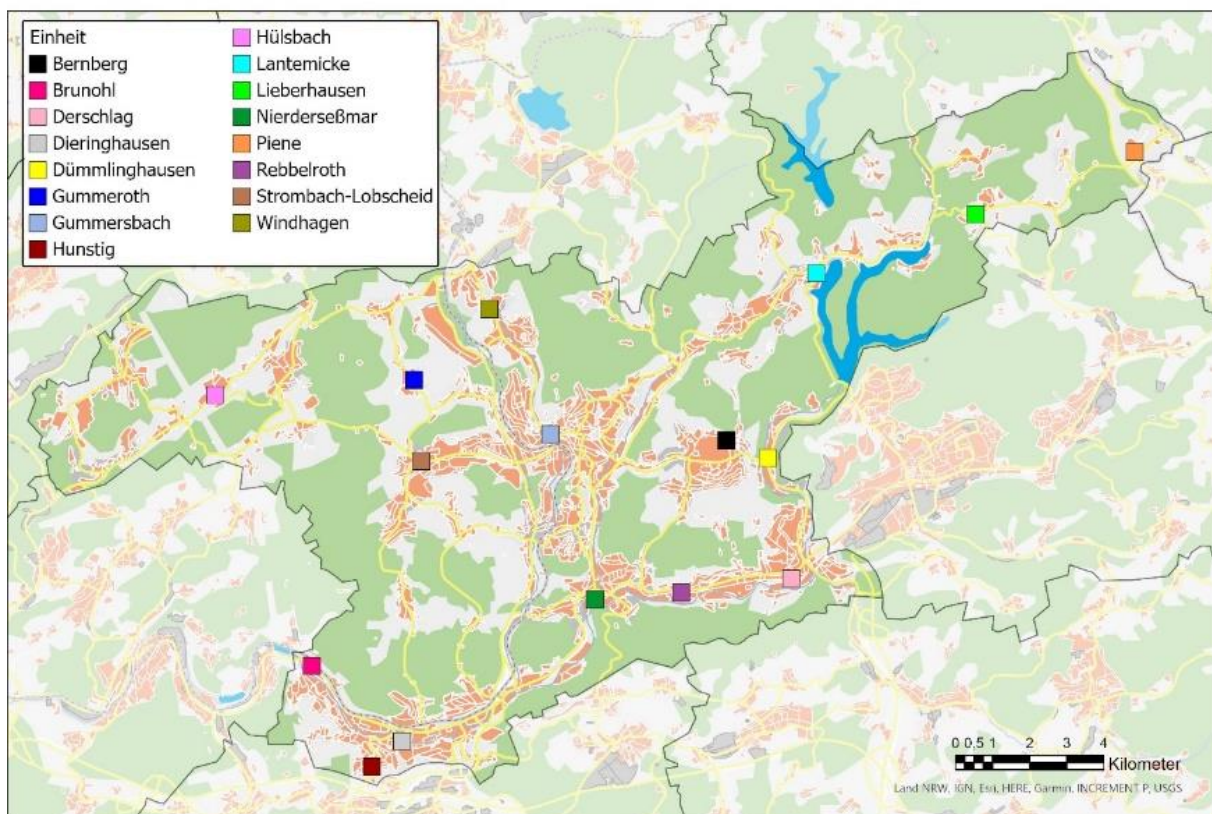 Einheit
Bernberg
Brunohl
Derschlag
Dieringhausen
Dümmlinghausen
Gummeroth
Gummersbach
Hunstig
Hülsbach
Lantemicke
Lieberhausen
Nierderseßmar
Piene
Rebbelroth
Strombach-Lobscheid
Windhagen
0 0,5 1 2 3 4
Kilometer
Land NRW, IGN, Esri, HERE, Garmin, INCREMENT P, USGS